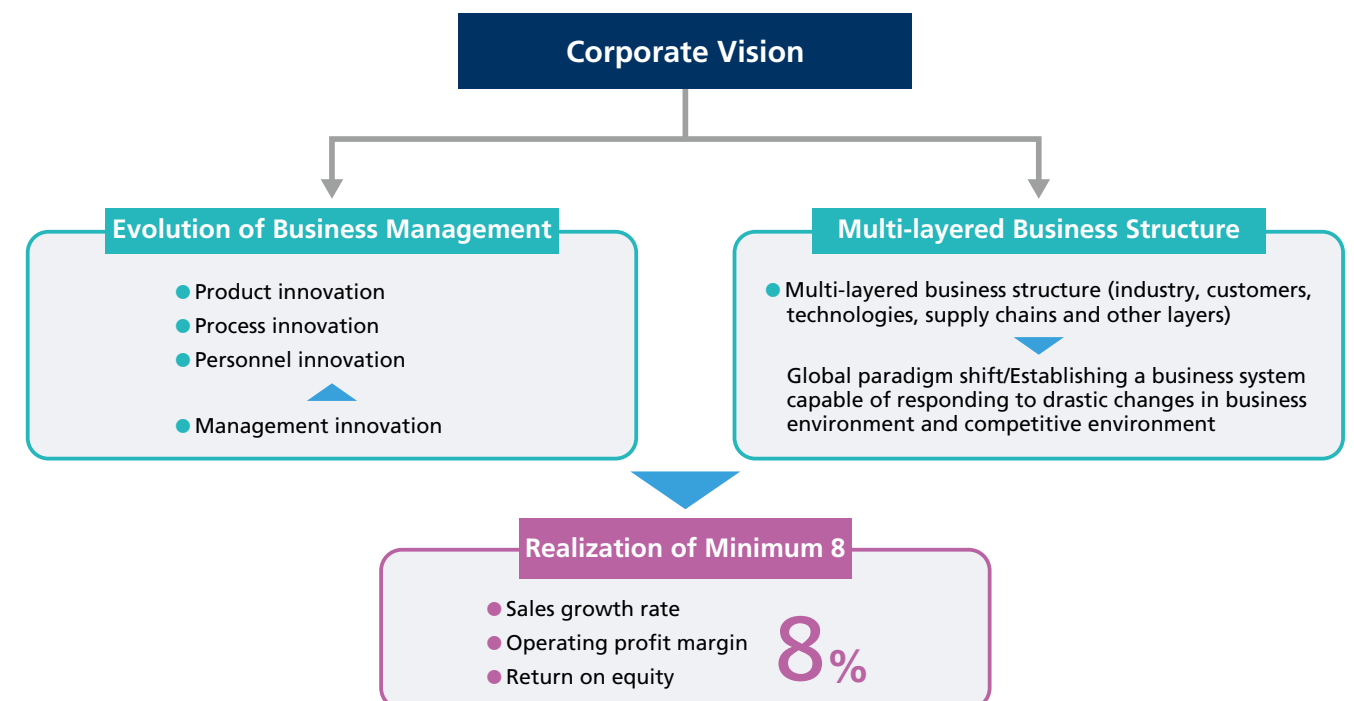 Corporate Vision
Evolution of Business Management
Product innovation
Process innovation
Personnel innovation
Management innovation
Multi-layered Business Structure
Multi-layered business structure (industry, customers,
technologies, supply chains and other layers)
Global paradigm shift/Establishing a business system
capable of responding to drastic changes in business
environment and competitive environment
Realization of Minimum 8
Sales growth rate
Operating profit margin
Return on equity
8%